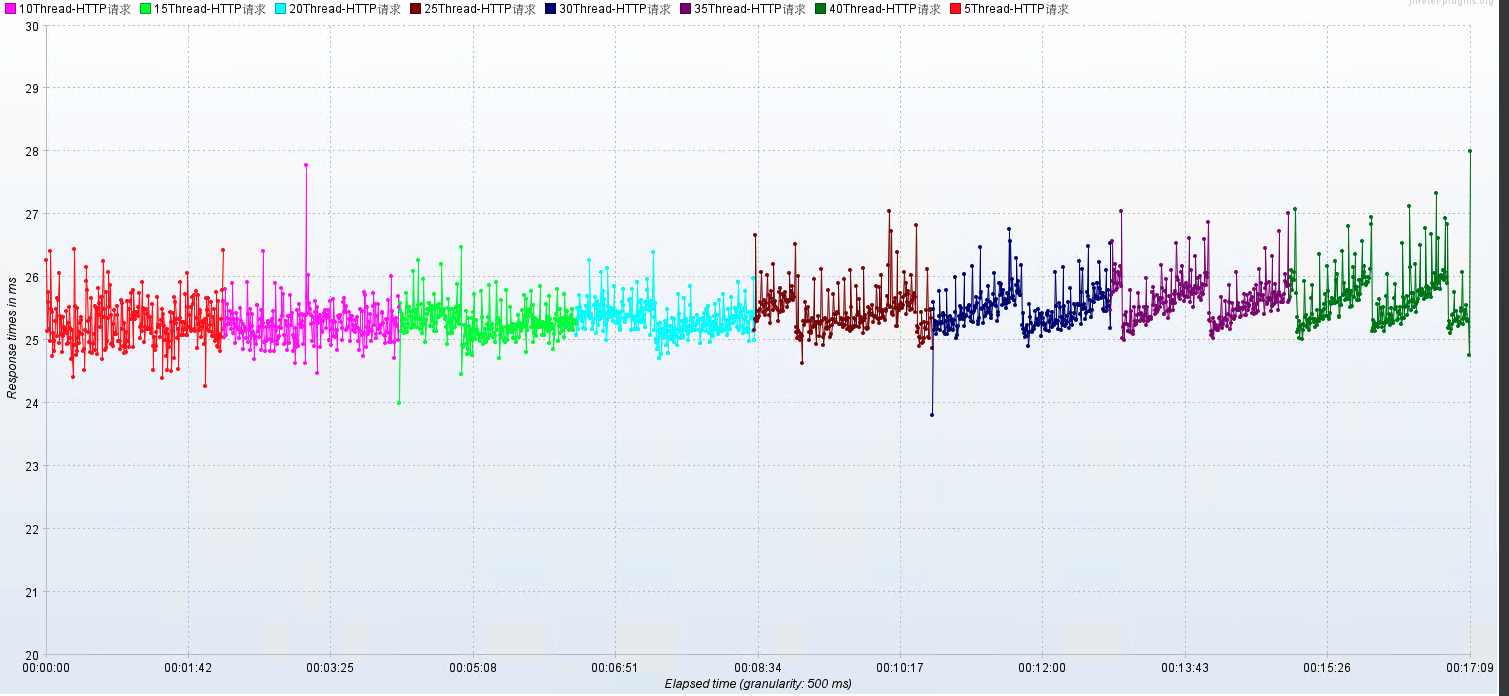 10Thread-HTTP请求 15Thread-HTTP请求 20Thread-HTTP请求 25Thread-HTTP请求 30Thread-HTTP请求 35Thread-HTTP请求 40Thread-HTTP请求 5Thread-HTTP请求
jmeter-plugins.org
30
29
28
27
26
25
24
23
22
21
20
Response times in ms
00:00:00 00:01:42 00:03:25 00:05:08 00:06:51 00:08:34 00:10:17 00:12:00 00:13:43 00:15:26 00:17:09
Elapsed time (granularity: 500 ms)